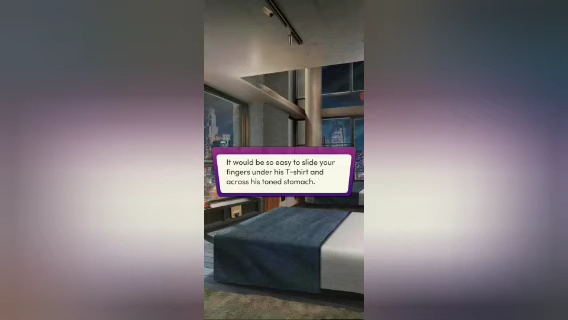 It would be so easy to slide your
fingers under his T-shirt and
across his toned stomach.